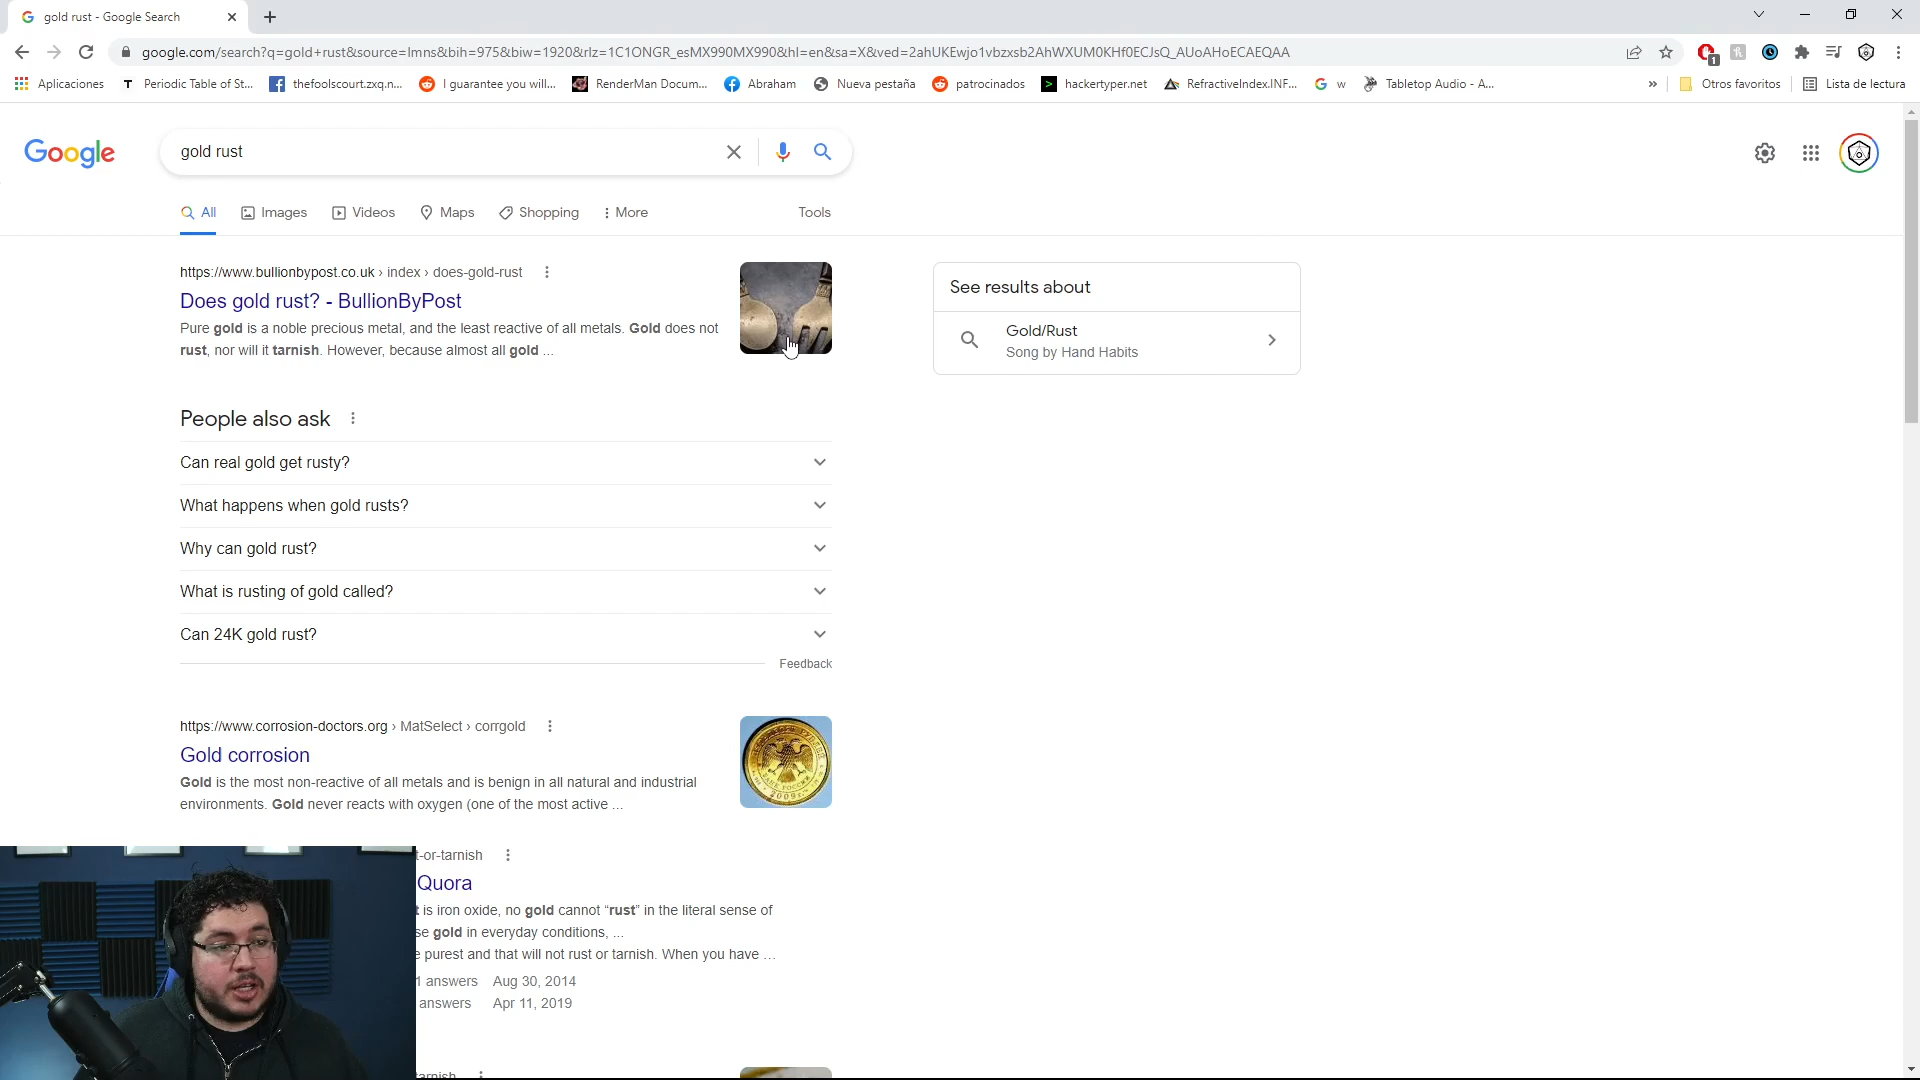 gold rust - Google Search
google.com/search?q=gold+rust&source=lmns&bih=975&biw=1920&rlz=1C1ONGR_esMX990MX990&hl=en&sa=X&ved=2ahUKEwjo1vbzxsb2AhWXUM0KHf0ECJsQ_AUoAHoECAEQAA
1
Aplicaciones
T Periodic Table of St...
thefoolscourt.zxq.n...
I guarantee you will...
RenderMan Docum...
Abraham
Nueva pestaña
patrocinados
hackertyper.net
RefractiveIndex.INF...
w
Tabletop Audio - A...
»
Otros favoritos
Lista de lectura
Google
gold rust
All
Images
Videos
Maps
Shopping
More
Tools
https://www.bullionbypost.co.uk › index › does-gold-rust
Does gold rust? - BullionByPost
Pure gold is a noble precious metal, and the least reactive of all metals. Gold does not
rust, nor will it tarnish. However, because almost all gold ...
See results about
Gold/Rust
Song by Hand Habits
People also ask
Can real gold get rusty?
What happens when gold rusts?
Why can gold rust?
What is rusting of gold called?
Can 24K gold rust?
Feedback
https://www.corrosion-doctors.org › MatSelect › corrgold
Gold corrosion
Gold is the most non-reactive of all metals and is benign in all natural and industrial
environments. Gold never reacts with oxygen (one of the most active ...
2009
t-or-tarnish
Quora
t is iron oxide, no gold cannot “rust” in the literal sense of
se gold in everyday conditions, ...
e purest and that will not rust or tarnish. When you have ...
1 answers Aug 30, 2014
answers Apr 11, 2019
tarnish